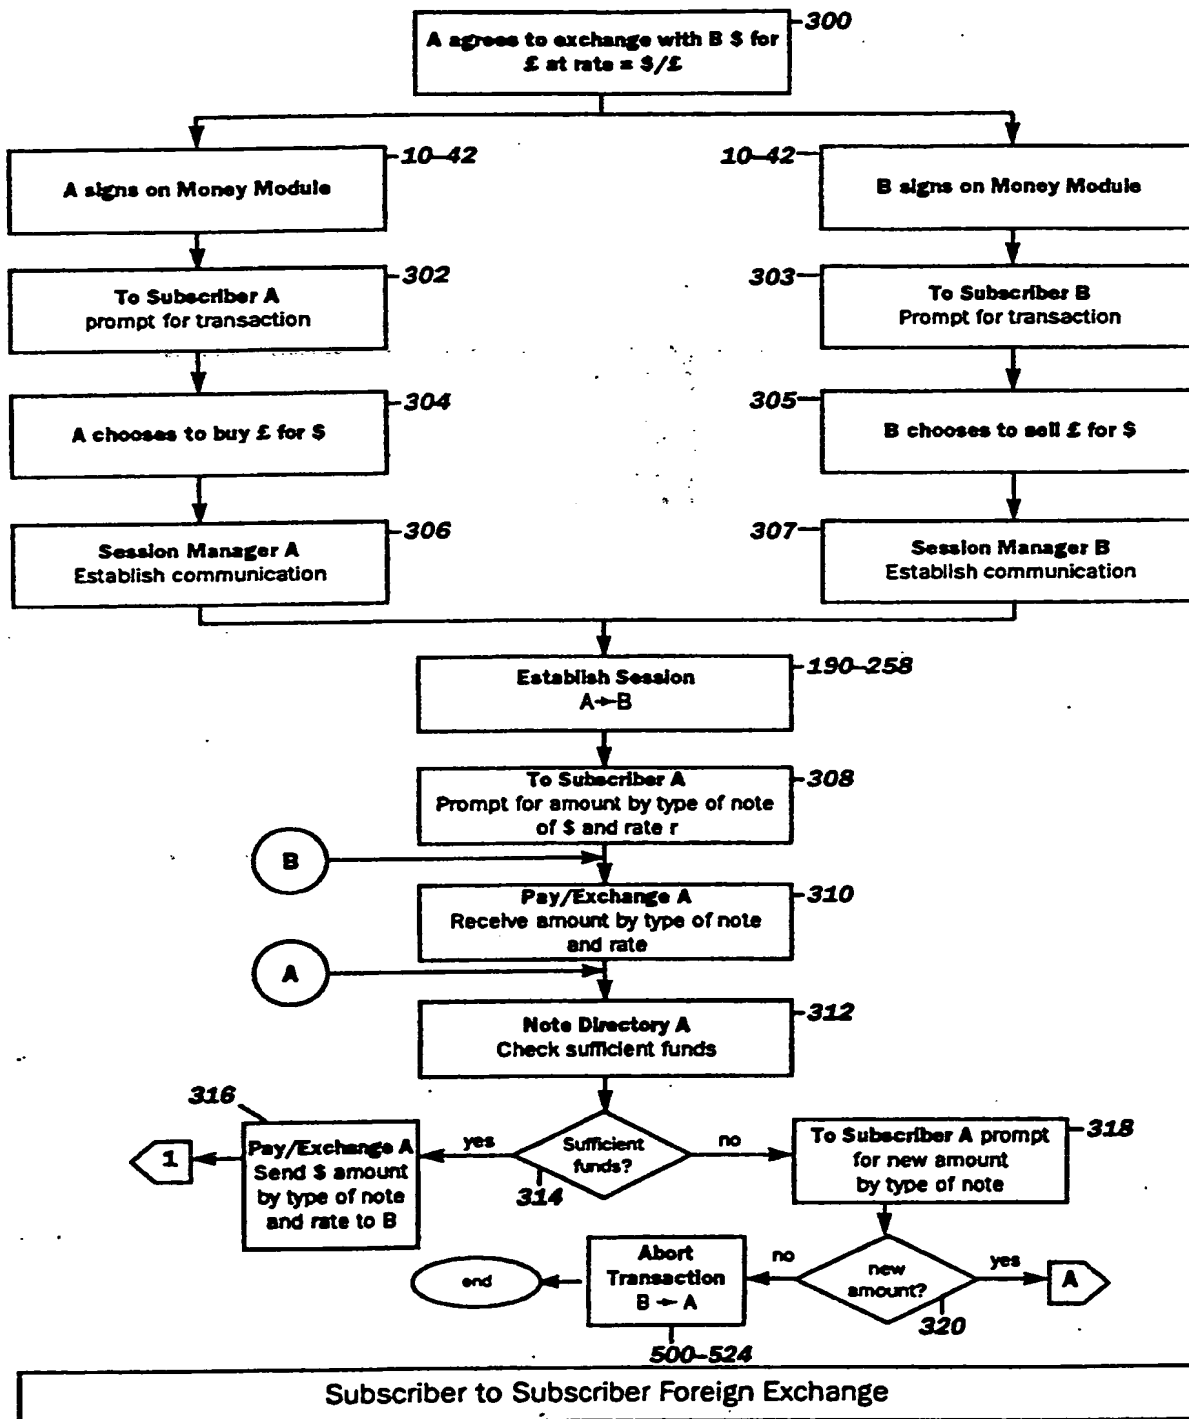 300
A agrees to exchange with B $ for
£ at rate = $/£
10–42
A signs on Money Module
10–42
B signs on Money Module
302
To Subscriber A
prompt for transaction
303
To Subscriber B
Prompt for transaction
304
A chooses to buy £ for $
305
B chooses to sell £ for $
306
Session Manager A
Establish communication
307
Session Manager B
Establish communication
190–258
Establish Session
A→B
308
To Subscriber A
Prompt for amount by type of note
of $ and rate r
B
310
Pay/Exchange A
Receive amount by type of note
and rate
A
312
Note Directory A
Check sufficient funds
316
1
Pay/Exchange A
Send $ amount
by type of note
and rate to B
yes
Sufficient
funds?
314
no
To Subscriber A prompt
for new amount
by type of note
318
end
Abort
Transaction
B → A
500–524
no
new
amount?
320
yes
A
Subscriber to Subscriber Foreign Exchange